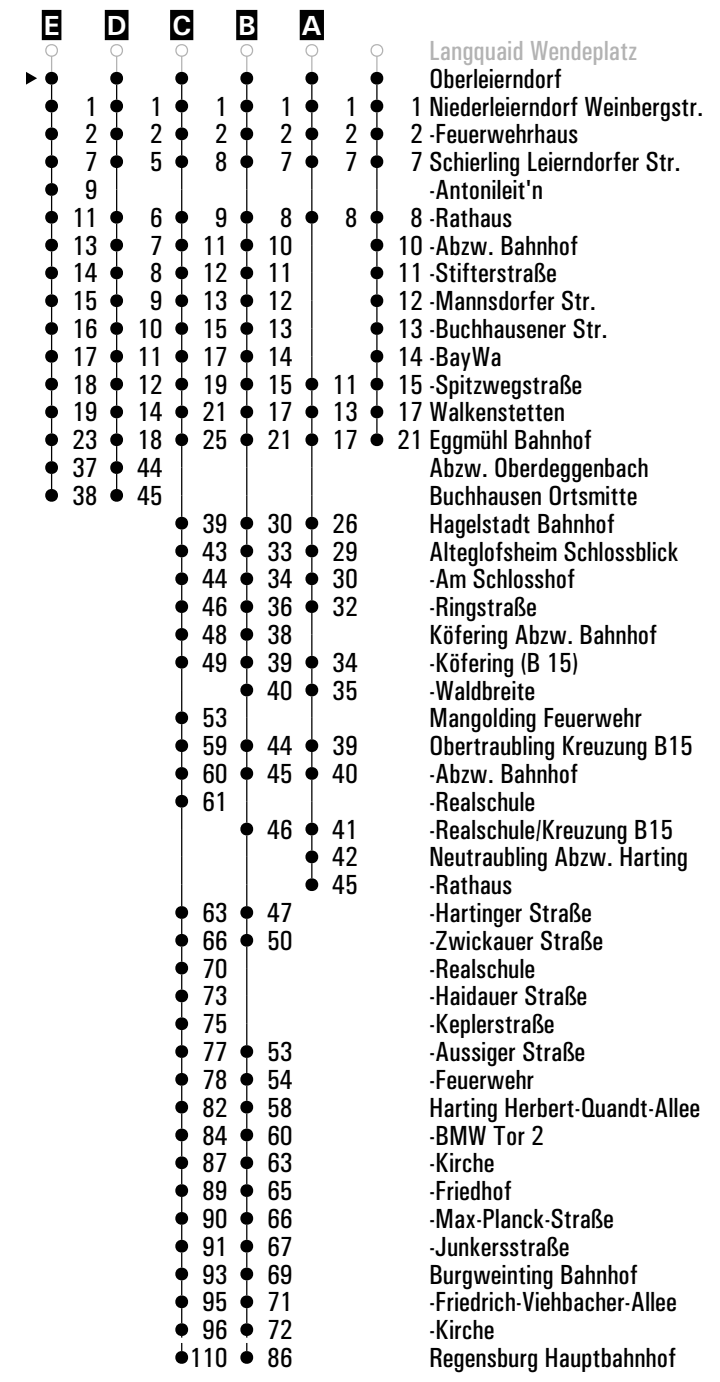 E D C B A
Langquaid Wendeplatz
Oberleierndorf
1 1 1 1 1 1 Niederleierndorf Weinbergstr.
2 2 2 2 2 2 -Feuerwehrhaus
7 5 8 7 7 7 Schierling Leierndorfer Str.
9 -Antonileit'n
11 6 9 8 8 8 -Rathaus
13 7 11 10 10 -Abzw. Bahnhof
14 8 12 11 11 -Stifterstraße
15 9 13 12 12 -Mannsdorfer Str.
16 10 15 13 13 -Buchhausener Str.
17 11 17 14 14 -BayWa
18 12 19 15 11 15 -Spitzwegstraße
19 14 21 17 13 17 Walkenstetten
23 18 25 21 17 21 Eggmühl Bahnhof
37 44 Abzw. Oberdeggenbach
38 45 Buchhausen Ortsmitte
39 30 26 Hagelstadt Bahnhof
43 33 29 Alteglofsheim Schlossblick
44 34 30 -Am Schlosshof
46 36 32 -Ringstraße
48 38 Köfering Abzw. Bahnhof
49 39 34 -Köfering (B 15)
40 35 -Waldbreite
53 Mangolding Feuerwehr
59 44 39 Obertraubling Kreuzung B15
60 45 40 -Abzw. Bahnhof
61 -Realschule
46 41 -Realschule/Kreuzung B15
42 Neutraubling Abzw. Harting
45 -Rathaus
63 47 -Hartinger Straße
66 50 -Zwickauer Straße
70 -Realschule
73 -Haidauer Straße
75 -Keplerstraße
77 53 -Aussiger Straße
78 54 -Feuerwehr
82 58 Harting Herbert-Quandt-Allee
84 60 -BMW Tor 2
87 63 -Kirche
89 65 -Friedhof
90 66 -Max-Planck-Straße
91 67 -Junkersstraße
93 69 Burgweinting Bahnhof
95 71 -Friedrich-Viehbacher-Allee
96 72 -Kirche
110 86 Regensburg Hauptbahnhof